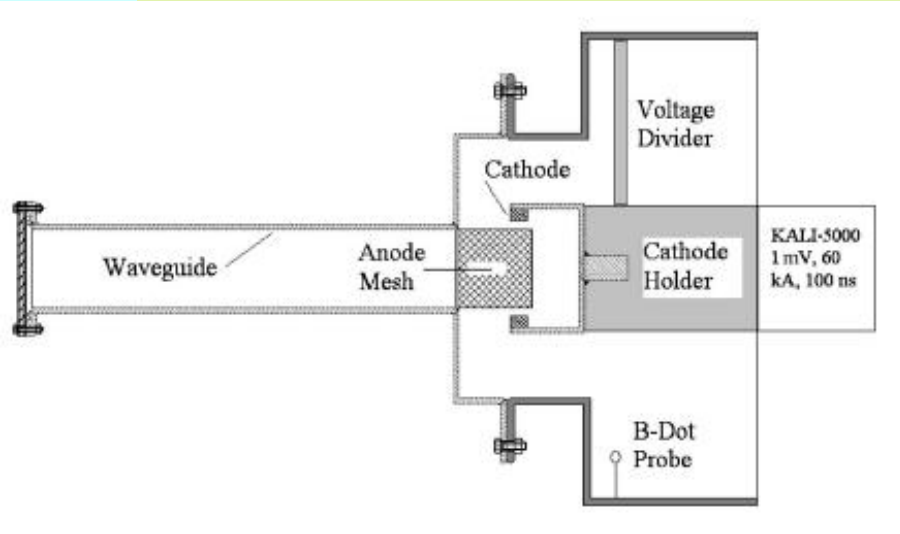 Voltage
Divider
Cathode
Waveguide
Anode
Mesh
Cathode
Holder
KALI-5000
1 mV, 60
kA, 100 ns
B-Dot
Probe